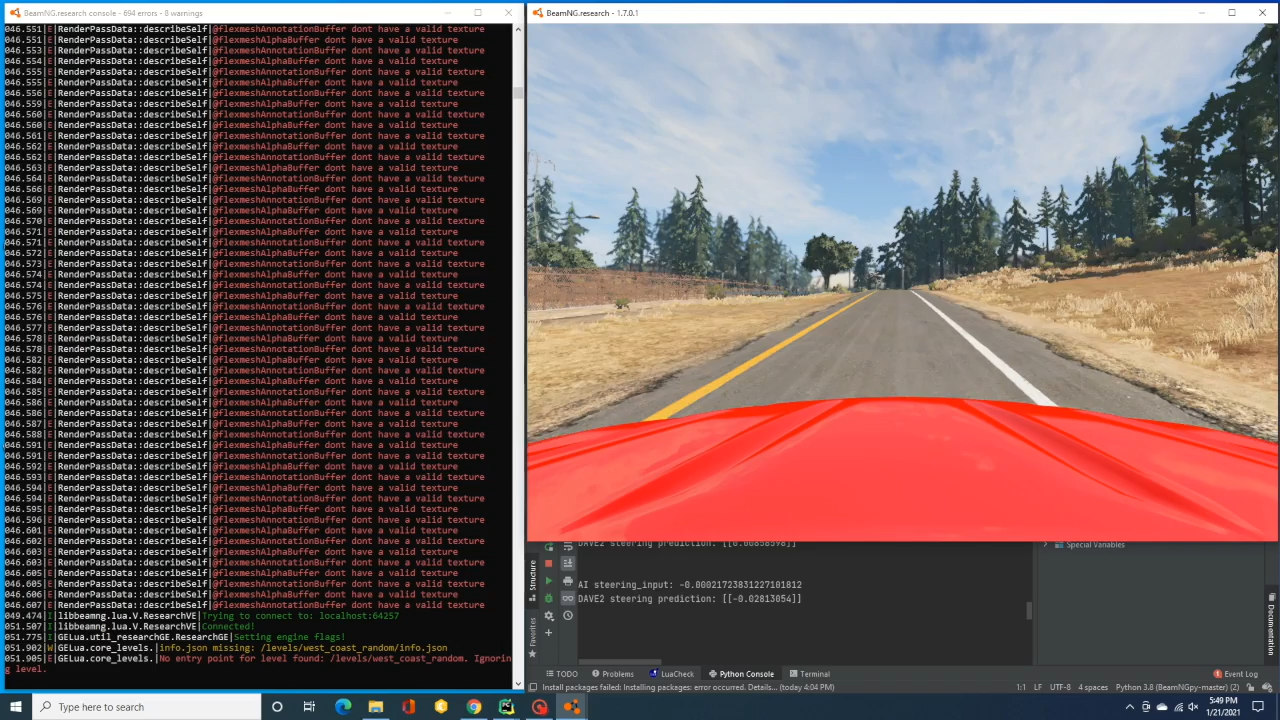 BeamNG.research console - 694 errors - 8 warnings
046.551|E|RenderPassData::describeSelf|@flexmeshAnnotationBuffer dont have a valid texture
046.551|E|RenderPassData::describeSelf|@flexmeshAlphaBuffer dont have a valid texture
046.553|E|RenderPassData::describeSelf|@flexmeshAnnotationBuffer dont have a valid texture
046.554|E|RenderPassData::describeSelf|@flexmeshAlphaBuffer dont have a valid texture
046.555|E|RenderPassData::describeSelf|@flexmeshAnnotationBuffer dont have a valid texture
046.555|E|RenderPassData::describeSelf|@flexmeshAlphaBuffer dont have a valid texture
046.556|E|RenderPassData::describeSelf|@flexmeshAnnotationBuffer dont have a valid texture
046.559|E|RenderPassData::describeSelf|@flexmeshAlphaBuffer dont have a valid texture
046.560|E|RenderPassData::describeSelf|@flexmeshAnnotationBuffer dont have a valid texture
046.560|E|RenderPassData::describeSelf|@flexmeshAlphaBuffer dont have a valid texture
046.561|E|RenderPassData::describeSelf|@flexmeshAnnotationBuffer dont have a valid texture
046.562|E|RenderPassData::describeSelf|@flexmeshAlphaBuffer dont have a valid texture
046.562|E|RenderPassData::describeSelf|@flexmeshAnnotationBuffer dont have a valid texture
046.563|E|RenderPassData::describeSelf|@flexmeshAlphaBuffer dont have a valid texture
046.564|E|RenderPassData::describeSelf|@flexmeshAnnotationBuffer dont have a valid texture
046.566|E|RenderPassData::describeSelf|@flexmeshAlphaBuffer dont have a valid texture
046.569|E|RenderPassData::describeSelf|@flexmeshAnnotationBuffer dont have a valid texture
046.569|E|RenderPassData::describeSelf|@flexmeshAlphaBuffer dont have a valid texture
046.570|E|RenderPassData::describeSelf|@flexmeshAnnotationBuffer dont have a valid texture
046.571|E|RenderPassData::describeSelf|@flexmeshAlphaBuffer dont have a valid texture
046.571|E|RenderPassData::describeSelf|@flexmeshAnnotationBuffer dont have a valid texture
046.572|E|RenderPassData::describeSelf|@flexmeshAlphaBuffer dont have a valid texture
046.573|E|RenderPassData::describeSelf|@flexmeshAnnotationBuffer dont have a valid texture
046.574|E|RenderPassData::describeSelf|@flexmeshAlphaBuffer dont have a valid texture
046.574|E|RenderPassData::describeSelf|@flexmeshAnnotationBuffer dont have a valid texture
046.575|E|RenderPassData::describeSelf|@flexmeshAlphaBuffer dont have a valid texture
046.576|E|RenderPassData::describeSelf|@flexmeshAnnotationBuffer dont have a valid texture
046.576|E|RenderPassData::describeSelf|@flexmeshAlphaBuffer dont have a valid texture
046.577|E|RenderPassData::describeSelf|@flexmeshAnnotationBuffer dont have a valid texture
046.578|E|RenderPassData::describeSelf|@flexmeshAlphaBuffer dont have a valid texture
046.578|E|RenderPassData::describeSelf|@flexmeshAnnotationBuffer dont have a valid texture
046.582|E|RenderPassData::describeSelf|@flexmeshAlphaBuffer dont have a valid texture
046.582|E|RenderPassData::describeSelf|@flexmeshAnnotationBuffer dont have a valid texture
046.584|E|RenderPassData::describeSelf|@flexmeshAlphaBuffer dont have a valid texture
046.585|E|RenderPassData::describeSelf|@flexmeshAnnotationBuffer dont have a valid texture
046.586|E|RenderPassData::describeSelf|@flexmeshAlphaBuffer dont have a valid texture
046.586|E|RenderPassData::describeSelf|@flexmeshAnnotationBuffer dont have a valid texture
046.587|E|RenderPassData::describeSelf|@flexmeshAlphaBuffer dont have a valid texture
046.588|E|RenderPassData::describeSelf|@flexmeshAnnotationBuffer dont have a valid texture
046.591|E|RenderPassData::describeSelf|@flexmeshAlphaBuffer dont have a valid texture
046.591|E|RenderPassData::describeSelf|@flexmeshAnnotationBuffer dont have a valid texture
046.592|E|RenderPassData::describeSelf|@flexmeshAlphaBuffer dont have a valid texture
046.593|E|RenderPassData::describeSelf|@flexmeshAnnotationBuffer dont have a valid texture
046.594|E|RenderPassData::describeSelf|@flexmeshAlphaBuffer dont have a valid texture
046.594|E|RenderPassData::describeSelf|@flexmeshAnnotationBuffer dont have a valid texture
046.595|E|RenderPassData::describeSelf|@flexmeshAlphaBuffer dont have a valid texture
046.596|E|RenderPassData::describeSelf|@flexmeshAnnotationBuffer dont have a valid texture
046.601|E|RenderPassData::describeSelf|@flexmeshAlphaBuffer dont have a valid texture
046.602|E|RenderPassData::describeSelf|@flexmeshAnnotationBuffer dont have a valid texture
046.603|E|RenderPassData::describeSelf|@flexmeshAlphaBuffer dont have a valid texture
046.603|E|RenderPassData::describeSelf|@flexmeshAnnotationBuffer dont have a valid texture
046.605|E|RenderPassData::describeSelf|@flexmeshAlphaBuffer dont have a valid texture
046.605|E|RenderPassData::describeSelf|@flexmeshAnnotationBuffer dont have a valid texture
046.606|E|RenderPassData::describeSelf|@flexmeshAlphaBuffer dont have a valid texture
046.607|E|RenderPassData::describeSelf|@flexmeshAnnotationBuffer dont have a valid texture
049.474|I|libbeamng.lua.V.ResearchVE|Trying to connect to: localhost:64257
051.507|I|libbeamng.lua.V.ResearchVE|Connected!
051.775|I|GELua.util_researchGE.ResearchGE|Setting engine flags!
051.902|W|GELua.core_levels.|info.json missing: /levels/west_coast_random/info.json
051.905|E|GELua.core_levels.|No entry point for level found: /levels/west_coast_random. Ignorin
g level.
BeamNG.research - 1.7.0.1
DAVE2 steering prediction: [[0.00858598]]
AI steering_input: -0.00021723831227101812
DAVE2 steering prediction: [[-0.02813054]]
Special Variables
Structure
Favorites
Documentation
TODO
Problems
LuaCheck
Python Console
Terminal
1 Event Log
Install packages failed: Installing packages: error occurred. Details... (today 4:04 PM)
1:1 LF UTF-8 4 spaces Python 3.8 (BeamNGpy-master) (2)
Type here to search
5:49 PM
1/21/2021